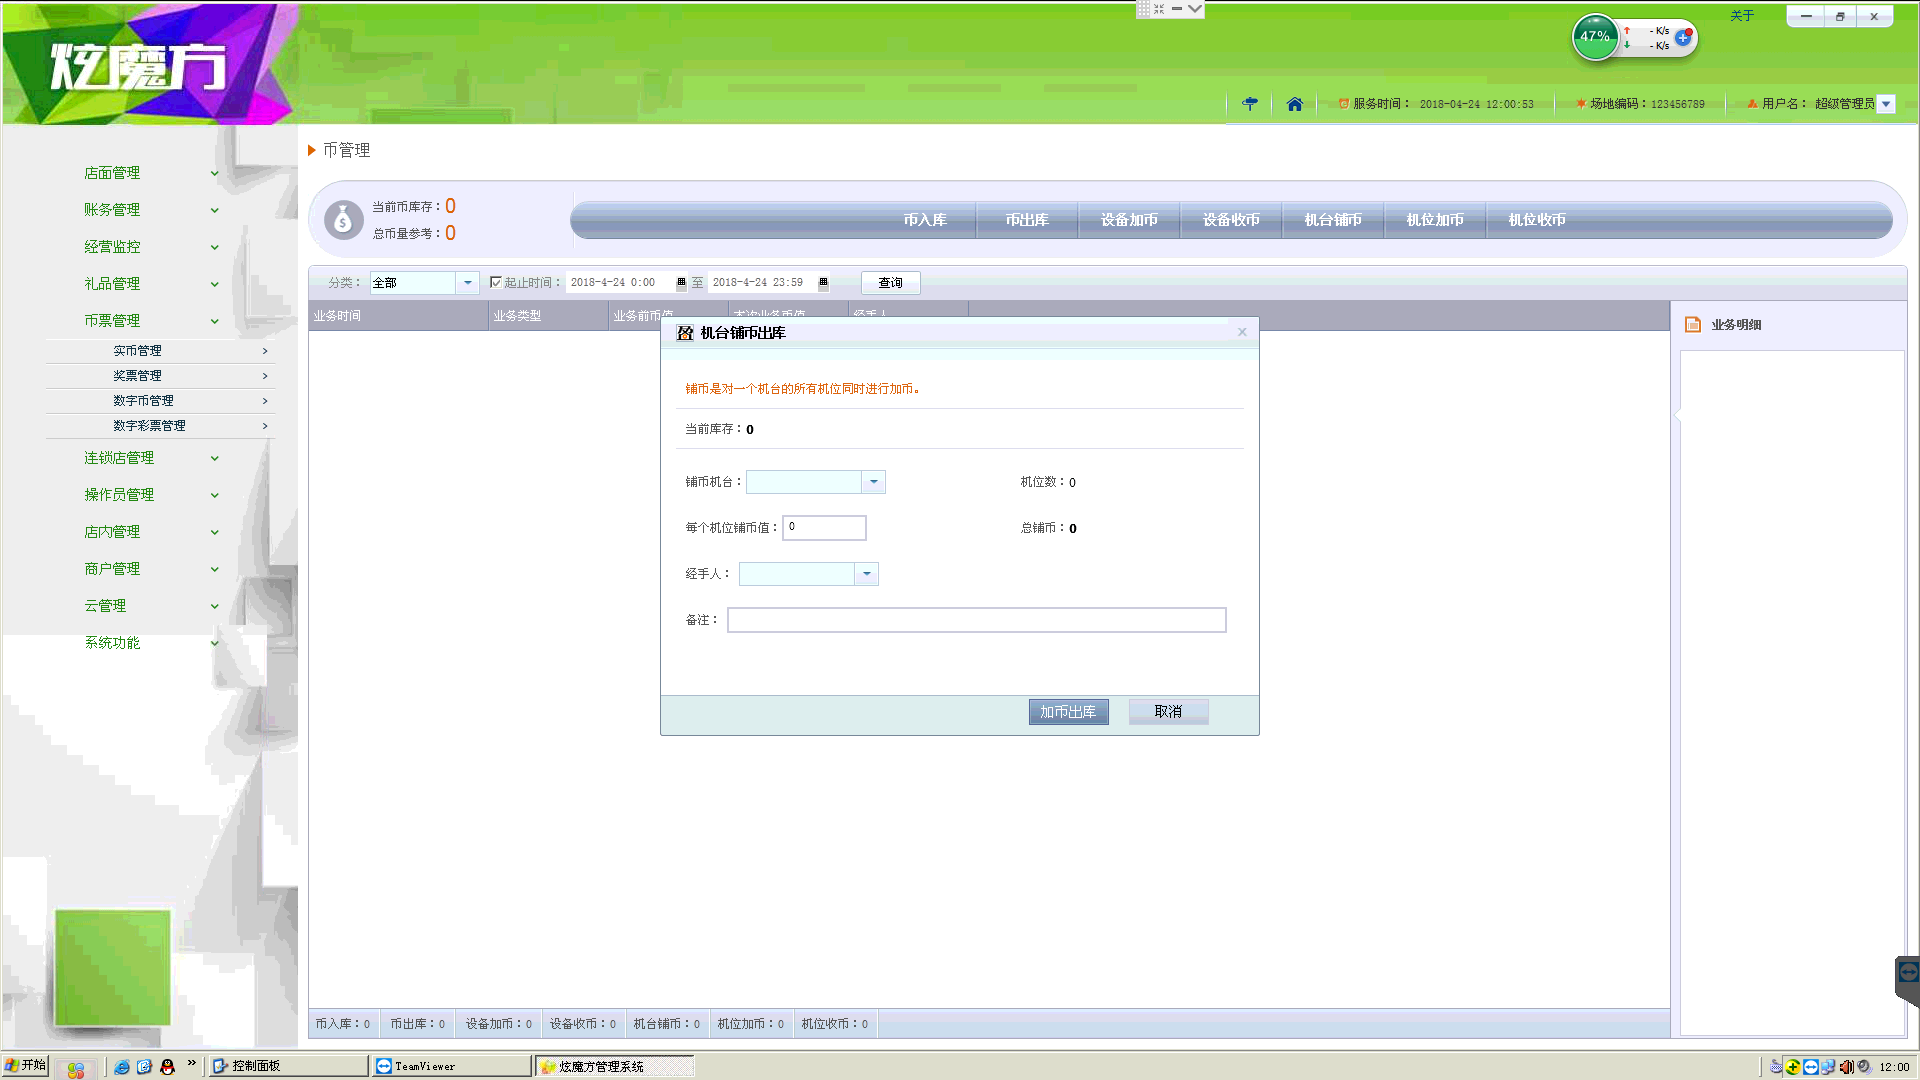 炫魔方
关于
47%
- K/s
- K/s
服务时间： 2018-04-24 12:00:53
场地编码：123456789
用户名： 超级管理员
店面管理
账务管理
经营监控
礼品管理
币票管理
实币管理
奖票管理
数字币管理
数字彩票管理
连锁店管理
操作员管理
店内管理
商户管理
云管理
系统功能
币管理
当前币库存：0
总币量参考：0
币入库 币出库 设备加币 设备收币 机台铺币 机位加币 机位收币
分类： 全部 起止时间： 2018-4-24 0:00 至 2018-4-24 23:59 查询
业务时间 业务类型 业务前币值 本次业务币值 经手人
业务明细
机台铺币出库
铺币是对一个机台的所有机位同时进行加币。
当前库存：0
铺币机台： 机位数：0
每个机位铺币值： 0 总铺币：0
经手人：
备注：
加币出库 取消
币入库：0 币出库：0 设备加币：0 设备收币：0 机台铺币：0 机位加币：0 机位收币：0
开始 控制面板 TeamViewer 炫魔方管理系统 12:00